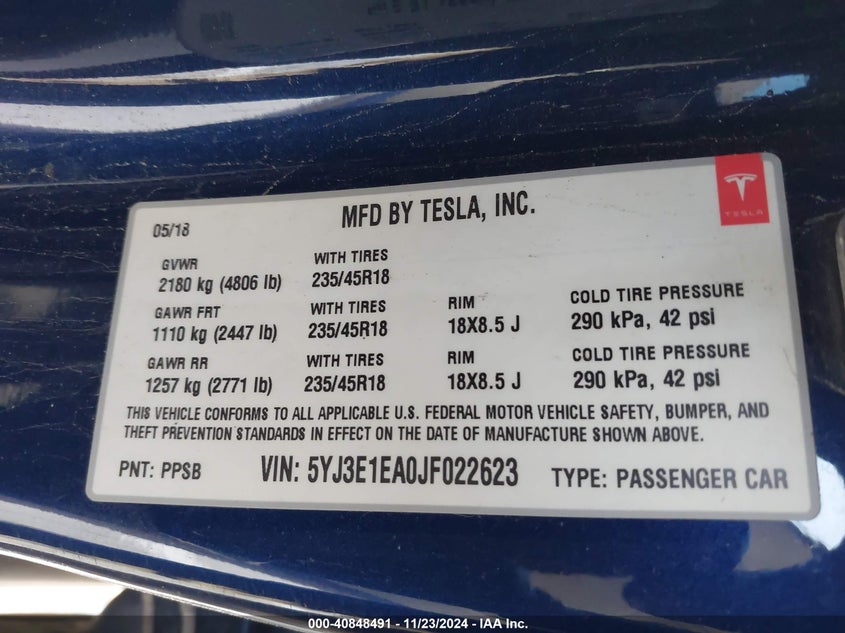 MFD BY TESLA, INC.
TESLA
05/18
GVWR
2180 kg (4806 lb)
WITH TIRES
235/45R18
GAWR FRT
1110 kg (2447 lb)
WITH TIRES
235/45R18
RIM
18X8.5 J
COLD TIRE PRESSURE
290 kPa, 42 psi
GAWR RR
1257 kg (2771 lb)
WITH TIRES
235/45R18
RIM
18X8.5 J
COLD TIRE PRESSURE
290 kPa, 42 psi
THIS VEHICLE CONFORMS TO ALL APPLICABLE U.S. FEDERAL MOTOR VEHICLE SAFETY, BUMPER, AND
THEFT PREVENTION STANDARDS IN EFFECT ON THE DATE OF MANUFACTURE SHOWN ABOVE.
PNT: PPSB
VIN: 5YJ3E1EA0JF022623
TYPE: PASSENGER CAR
000-40848491 - 11/23/2024 - IAA Inc.